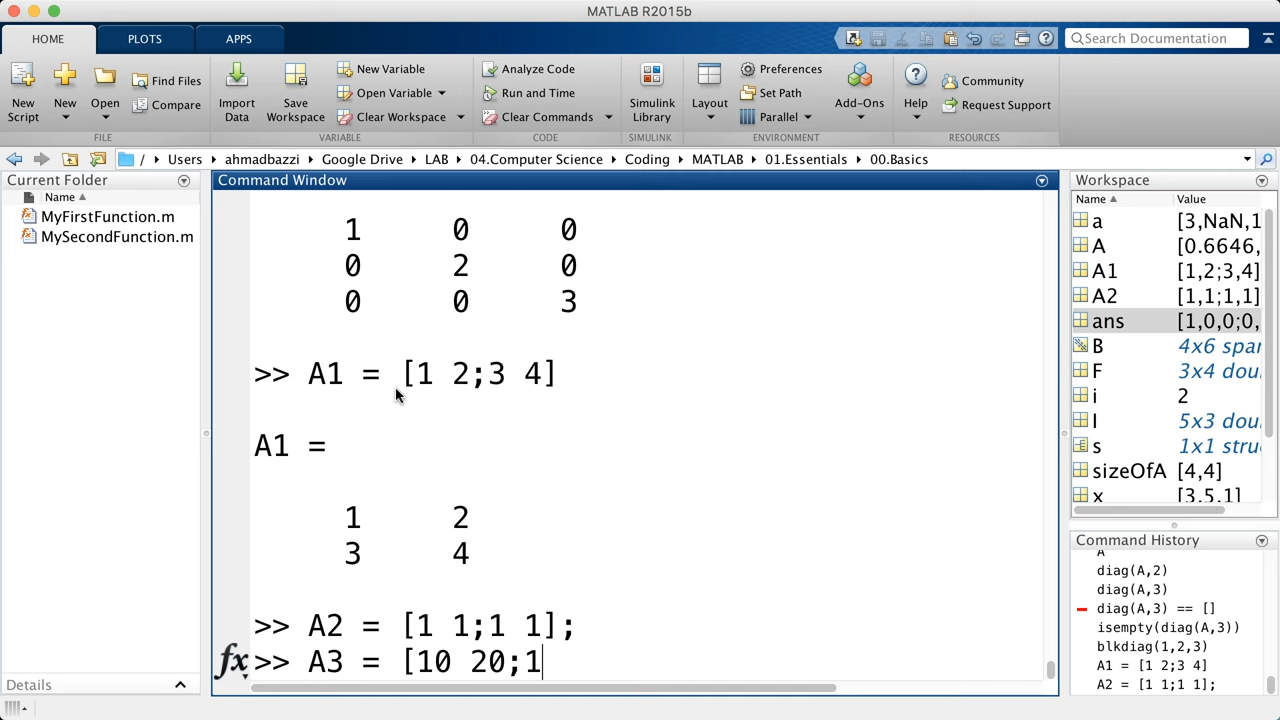 MATLAB R2015b
HOME PLOTS APPS
Search Documentation
New Script
New
Open
Find Files
Compare
Import Data
Save Workspace
New Variable
Open Variable
Clear Workspace
Analyze Code
Run and Time
Clear Commands
Simulink Library
Layout
Preferences
Set Path
Parallel
Add-Ons
Help
Community
Request Support
FILE VARIABLE CODE SIMULINK ENVIRONMENT RESOURCES
/ Users ahmadbazzi Google Drive LAB 04.Computer Science Coding MATLAB 01.Essentials 00.Basics
Current Folder
Name
MyFirstFunction.m
MySecondFunction.m
Details
Command Window
1 0 0
0 2 0
0 0 3
>> A1 = [1 2;3 4]
A1 =
1 2
3 4
>> A2 = [1 1;1 1];
fx >> A3 = [10 20;1
Workspace
Name Value
a [3,NaN,1
A [0.6646,
A1 [1,2;3,4]
A2 [1,1;1,1]
ans [1,0,0;0,
B 4x6 spar
F 3x4 dou
i 2
I 5x3 dou
s 1x1 stru
sizeOfA [4,4]
x [3,5,1]
Command History
A
diag(A,2)
diag(A,3)
diag(A,3) == []
isempty(diag(A,3))
blkdiag(1,2,3)
A1 = [1 2;3 4]
A2 = [1 1;1 1];